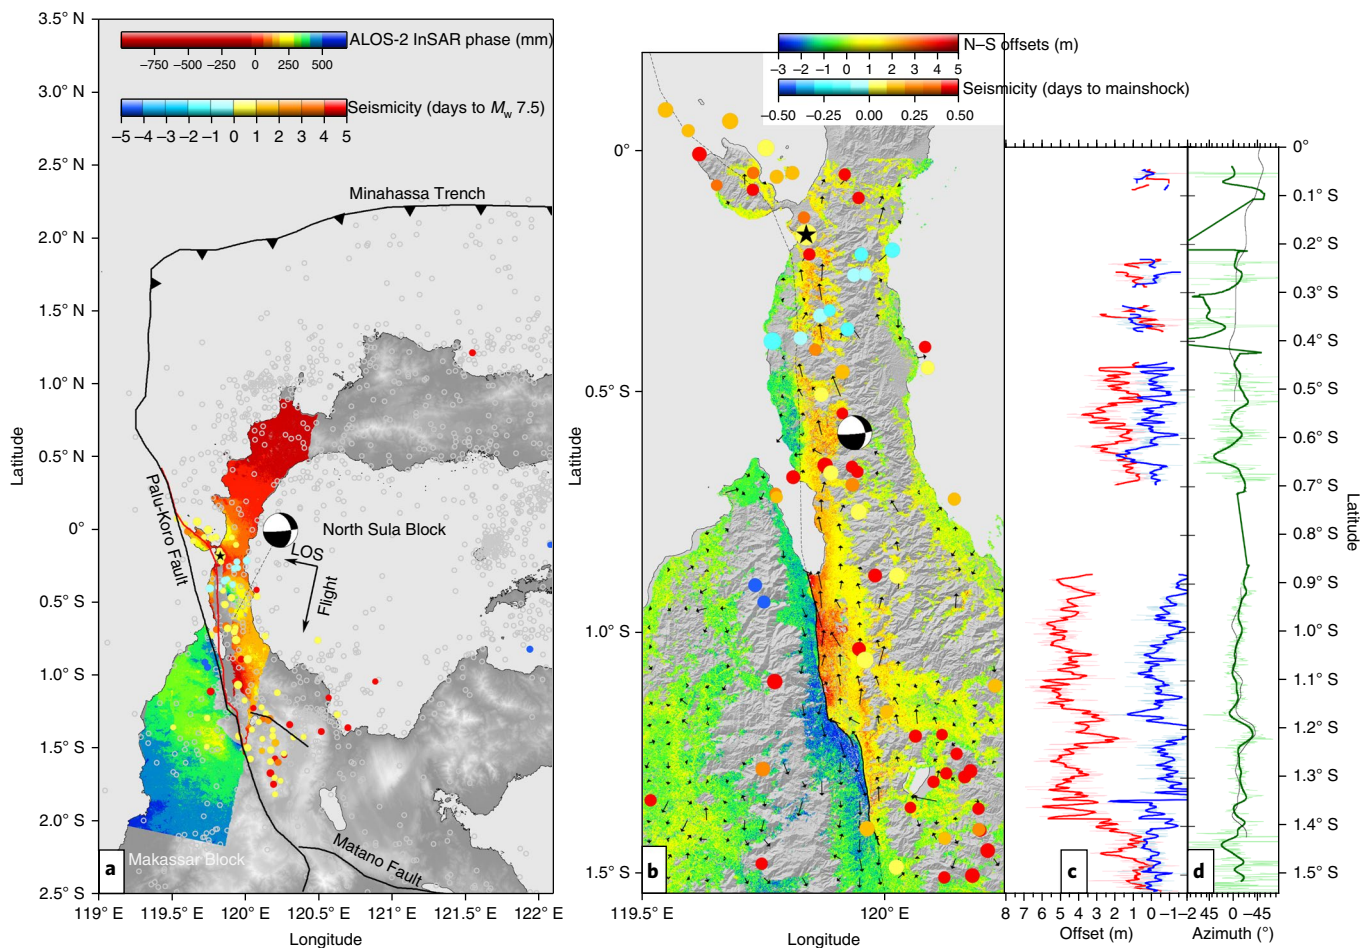 3.5° N
3.0° N
2.5° N
2.0° N
1.5° N
1.0° N
0.5° N
0°
0.5° S
1.0° S
1.5° S
2.0° S
2.5° S
Latitude
ALOS-2 InSAR phase (mm)
−750 −500 −250 0 250 500
Seismicity (days to Mw 7.5)
−5 −4 −3 −2 −1 0 1 2 3 4 5
Minahassa Trench
Palu-Koro Fault
North Sula Block
LOS
Flight
Makassar Block
Matano Fault
a
119° E 119.5° E 120° E 120.5° E 121° E 121.5° E 122° E
Longitude
N–S offsets (m)
−3 −2 −1 0 1 2 3 4 5
Seismicity (days to mainshock)
−0.50 −0.25 0.00 0.25 0.50
0°
0.5° S
1.0° S
1.5° S
Latitude
b
119.5° E 120° E
Longitude
c
8 7 6 5 4 3 2 1 0 −1 −2
Offset (m)
d
45 0 −45
Azimuth (°)
0°
0.1° S
0.2° S
0.3° S
0.4° S
0.5° S
0.6° S
0.7° S
0.8° S
0.9° S
1.0° S
1.1° S
1.2° S
1.3° S
1.4° S
1.5° S
Latitude